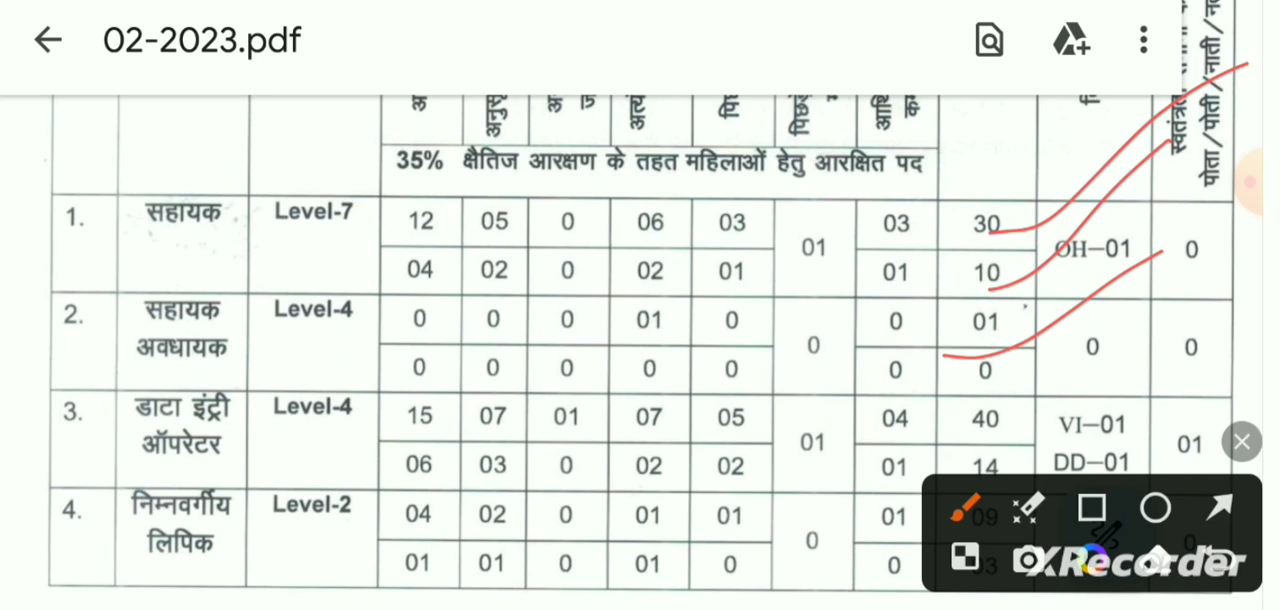 02-2023.pdf
35% क्षैतिज आरक्षण के तहत महिलाओं हेतु आरक्षित पद
पोता/पोती/नाती/
1. सहायक Level-7 12 05 0 06 03 01 03 30 OH-01 0
04 02 0 02 01 01 10
2. सहायक अवधायक Level-4 0 0 0 01 0 0 0 01 0 0
0 0 0 0 0 0 0
3. डाटा इंट्री ऑपरेटर Level-4 15 07 01 07 05 01 04 40 VI-01 DD-01 01
06 03 0 02 02 01 14
4. निम्नवर्गीय लिपिक Level-2 04 02 0 01 01 0 01 09 0
01 01 0 01 0 0 03
XRecorder